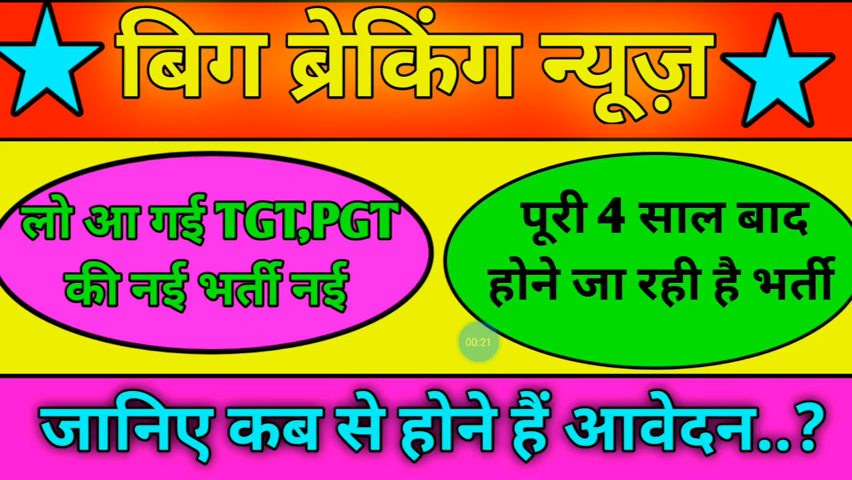 बिग ब्रेकिंग न्यूज़
लो आ गई TGT,PGT
की नई भर्ती नई
पूरी 4 साल बाद
होने जा रही है भर्ती
00:21
जानिए कब से होने हैं आवेदन..?